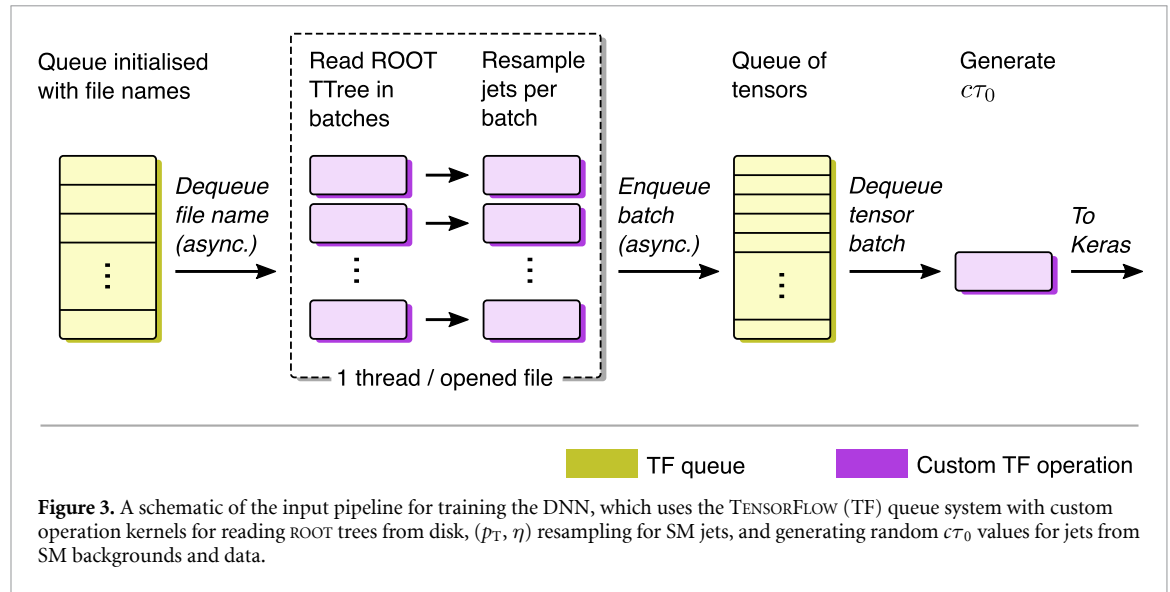 Queue initialised
with file names
Read ROOT
TTree in
batches
Resample
jets per
batch
Queue of
tensors
Generate
cτ₀
Dequeue
file name
(async.)
Enqueue
batch
(async.)
Dequeue
tensor
batch
To
Keras
1 thread / opened file
TF queue
Custom TF operation
Figure 3. A schematic of the input pipeline for training the DNN, which uses the TENSORFLOW (TF) queue system with custom
operation kernels for reading ROOT trees from disk, (pT, η) resampling for SM jets, and generating random cτ₀ values for jets from
SM backgrounds and data.